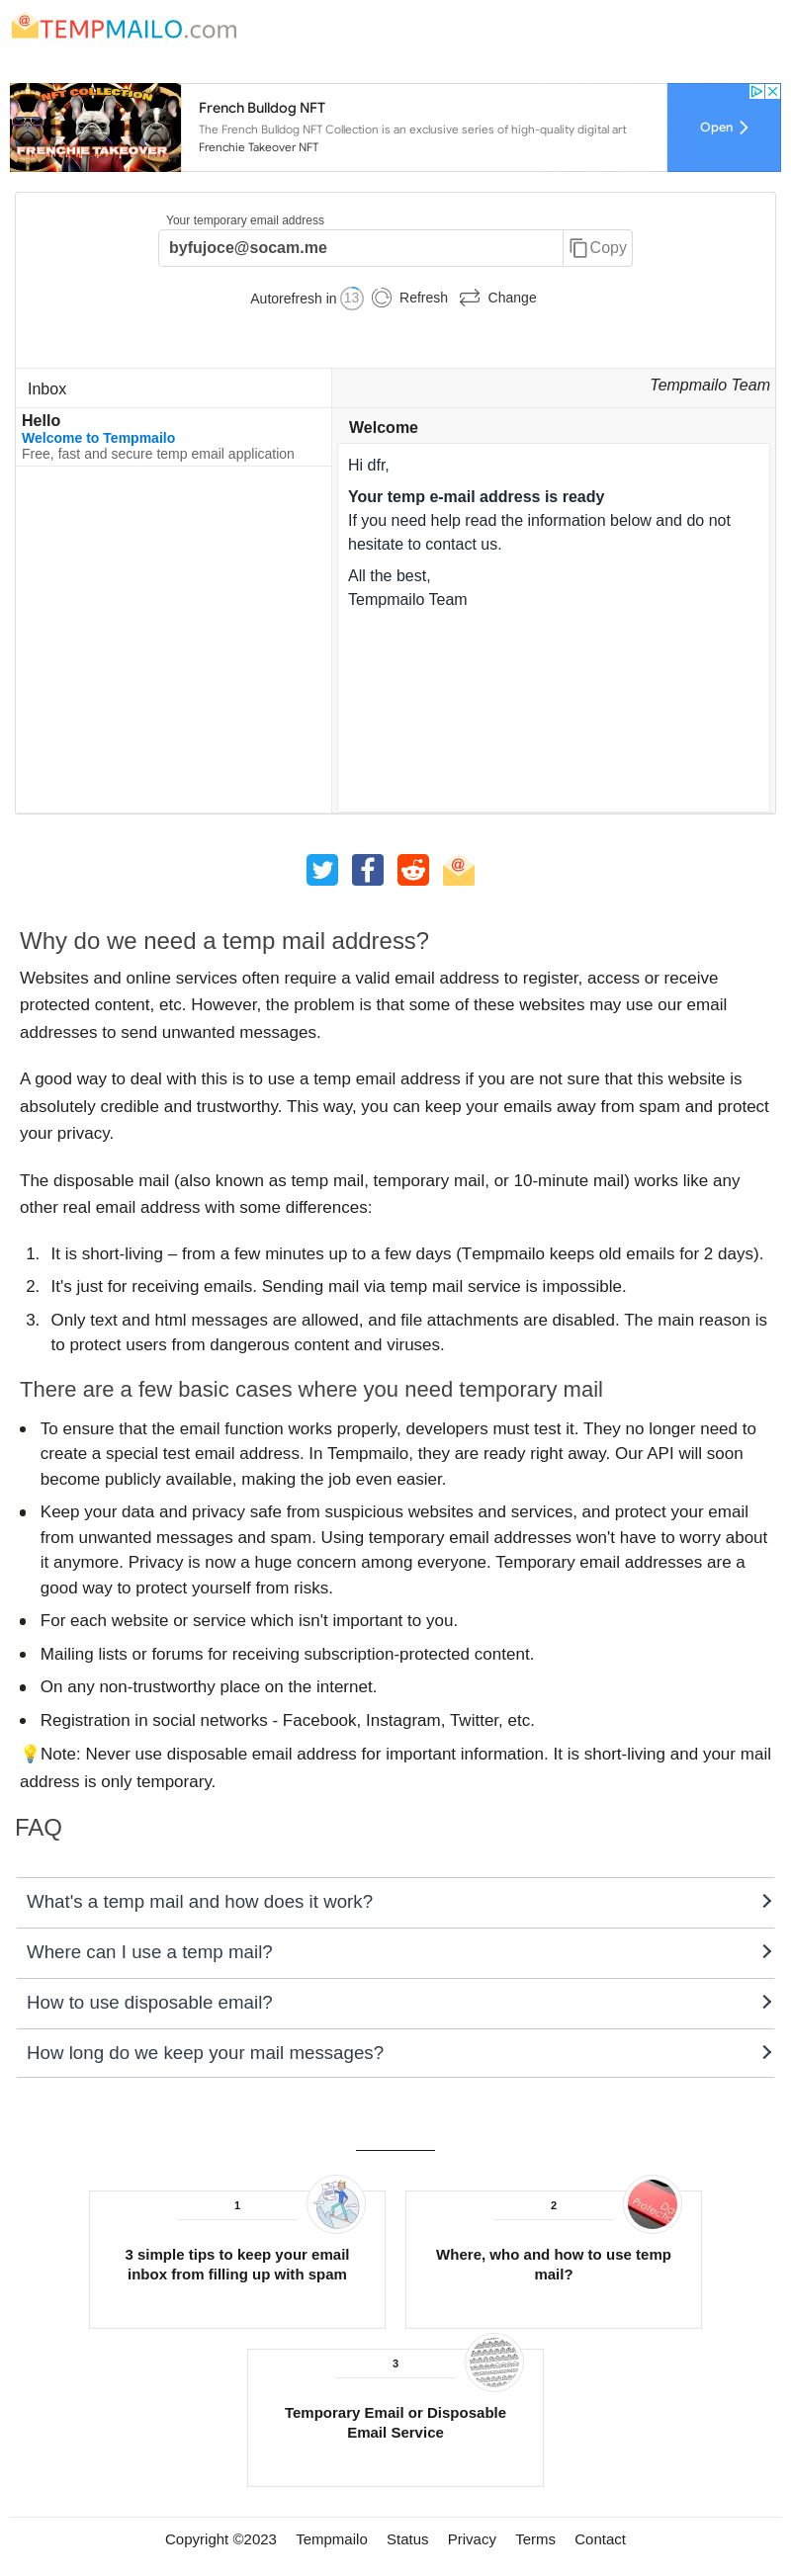 TEMPMAILO.com
NFT COLLECTION
FRENCHIE TAKEOVER
French Bulldog NFT
The French Bulldog NFT Collection is an exclusive series of high-quality digital art
Frenchie Takeover NFT
Open
Your temporary email address
byfujoce@socam.me
Copy
Autorefresh in 13 Refresh Change
Inbox
Tempmailo Team
Hello
Welcome to Tempmailo
Free, fast and secure temp email application
Welcome
Hi dfr,
Your temp e-mail address is ready
If you need help read the information below and do not
hesitate to contact us.
All the best,
Tempmailo Team
Why do we need a temp mail address?
Websites and online services often require a valid email address to register, access or receive
protected content, etc. However, the problem is that some of these websites may use our email
addresses to send unwanted messages.
A good way to deal with this is to use a temp email address if you are not sure that this website is
absolutely credible and trustworthy. This way, you can keep your emails away from spam and protect
your privacy.
The disposable mail (also known as temp mail, temporary mail, or 10-minute mail) works like any
other real email address with some differences:
1. It is short-living – from a few minutes up to a few days (Tempmailo keeps old emails for 2 days).
2. It's just for receiving emails. Sending mail via temp mail service is impossible.
3. Only text and html messages are allowed, and file attachments are disabled. The main reason is
to protect users from dangerous content and viruses.
There are a few basic cases where you need temporary mail
• To ensure that the email function works properly, developers must test it. They no longer need to
create a special test email address. In Tempmailo, they are ready right away. Our API will soon
become publicly available, making the job even easier.
• Keep your data and privacy safe from suspicious websites and services, and protect your email
from unwanted messages and spam. Using temporary email addresses won't have to worry about
it anymore. Privacy is now a huge concern among everyone. Temporary email addresses are a
good way to protect yourself from risks.
• For each website or service which isn't important to you.
• Mailing lists or forums for receiving subscription-protected content.
• On any non-trustworthy place on the internet.
• Registration in social networks - Facebook, Instagram, Twitter, etc.
💡Note: Never use disposable email address for important information. It is short-living and your mail
address is only temporary.
FAQ
What's a temp mail and how does it work?
Where can I use a temp mail?
How to use disposable email?
How long do we keep your mail messages?
1
3 simple tips to keep your email
inbox from filling up with spam
2
Where, who and how to use temp
mail?
3
Temporary Email or Disposable
Email Service
Copyright ©2023 Tempmailo Status Privacy Terms Contact